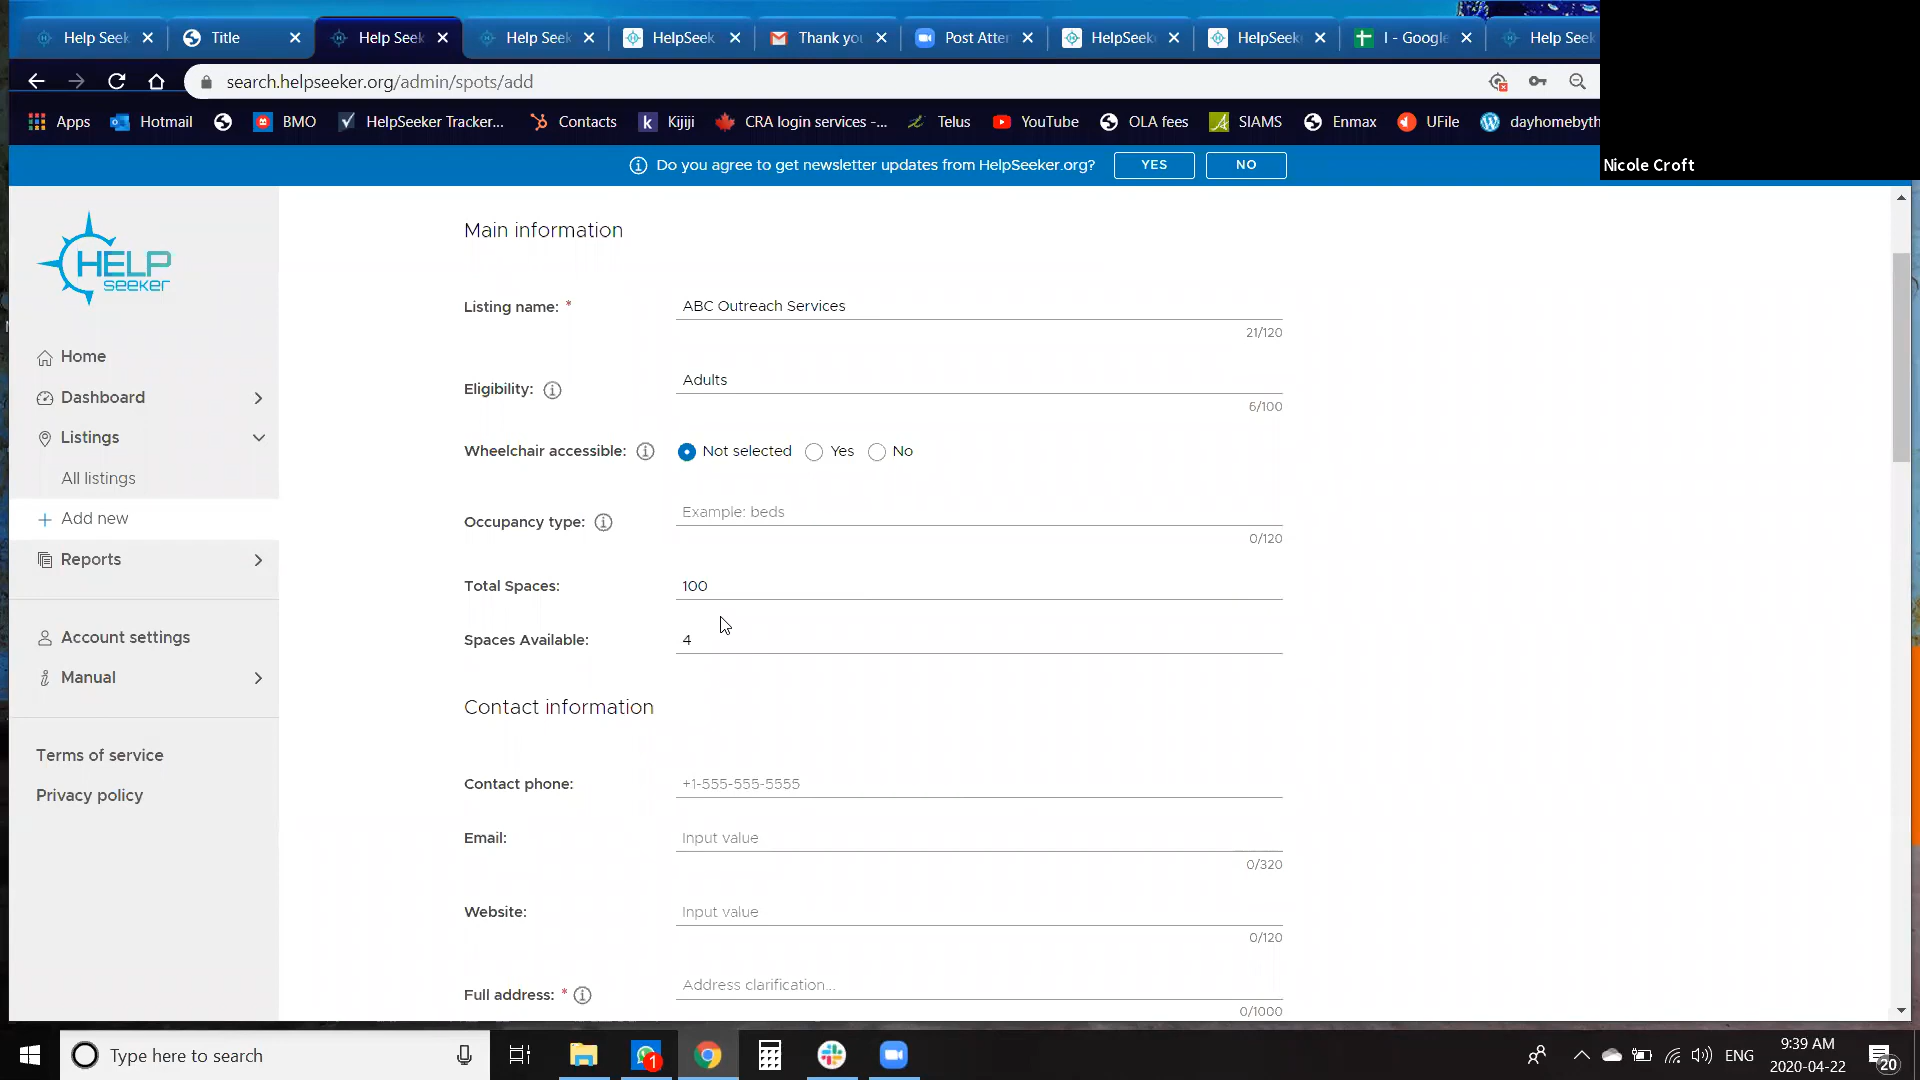 Help Seek
Title
Help Seek
Help Seek
HelpSeek
Thank you
Post Atter
HelpSeek
HelpSeek
I - Google
Help Seek
search.helpseeker.org/admin/spots/add
Apps
Hotmail
BMO
HelpSeeker Tracker...
Contacts
Kijiji
CRA login services -...
Telus
YouTube
OLA fees
SIAMS
Enmax
UFile
dayhomebyth
Nicole Croft
Do you agree to get newsletter updates from HelpSeeker.org?
YES
NO
HELP
seeker
Home
Dashboard
Listings
All listings
Add new
Reports
Account settings
Manual
Terms of service
Privacy policy
Main information
Listing name: *
ABC Outreach Services
21/120
Eligibility:
Adults
6/100
Wheelchair accessible:
Not selected
Yes
No
Occupancy type:
Example: beds
0/120
Total Spaces:
100
Spaces Available:
4
Contact information
Contact phone:
+1-555-555-5555
Email:
Input value
0/320
Website:
Input value
0/120
Full address: *
Address clarification...
0/1000
Type here to search
1
ENG
9:39 AM
2020-04-22
20